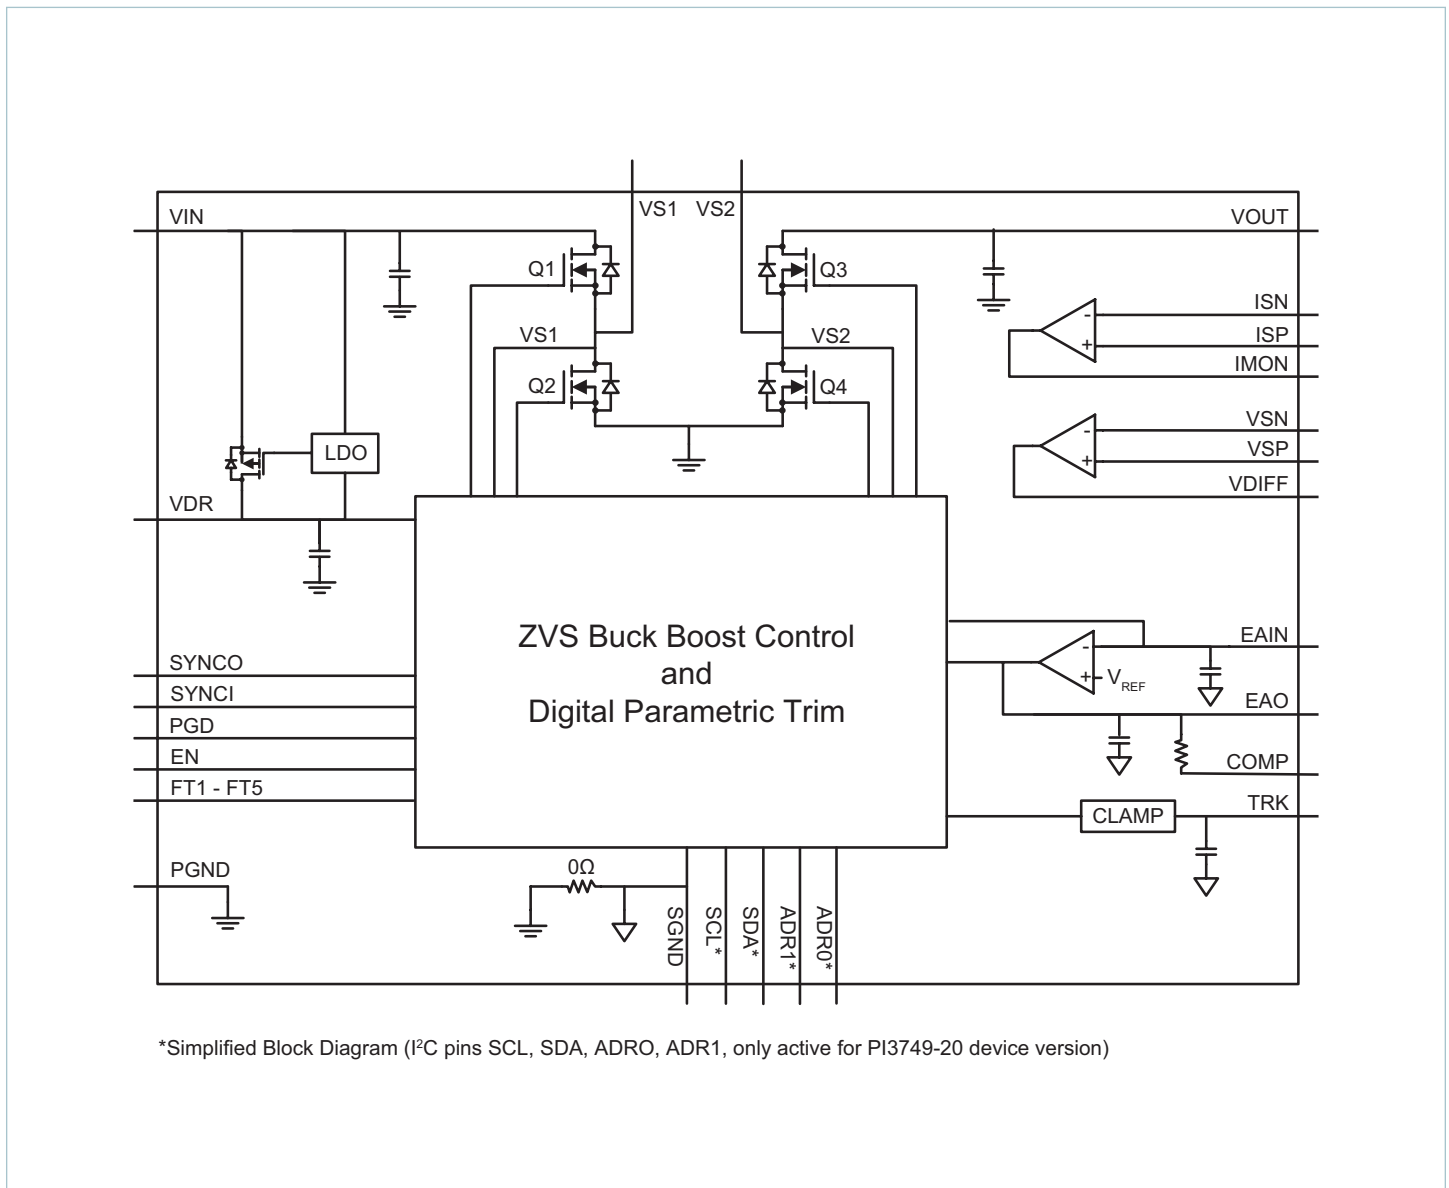 VS1 VS2
VIN
VOUT
Q1
Q3
ISN
ISP
VS1
VS2
IMON
Q2
Q4
VSN
LDO
VSP
VDIFF
VDR
ZVS Buck Boost Control
and
Digital Parametric Trim
-
+
-
+
EAIN
-
+
VREF
EAO
COMP
TRK
CLAMP
SYNCO
SYNCI
PGD
EN
FT1 - FT5
PGND
0Ω
SGND
SCL*
SDA*
ADR1*
ADR0*
*Simplified Block Diagram (I²C pins SCL, SDA, ADRO, ADR1, only active for PI3749-20 device version)